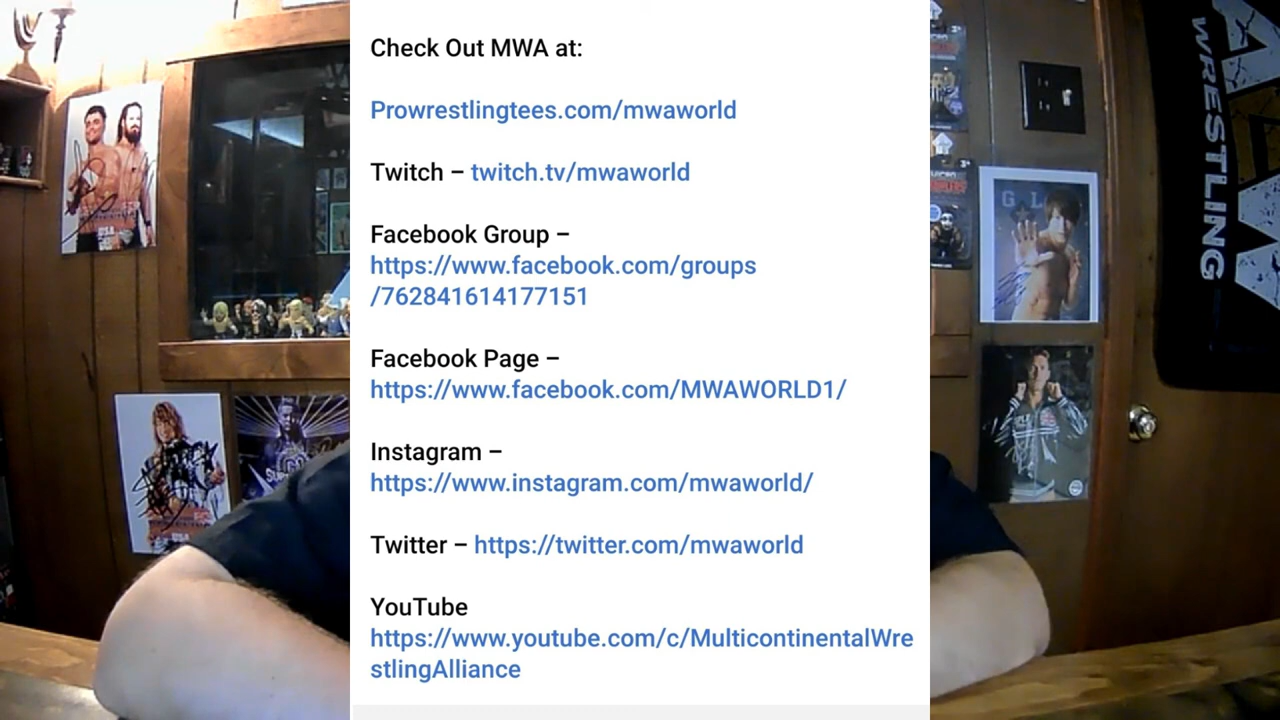 Check Out MWA at:
Prowrestlingtees.com/mwaworld
Twitch – twitch.tv/mwaworld
Facebook Group –
https://www.facebook.com/groups
/762841614177151
Facebook Page –
https://www.facebook.com/MWAWORLD1/
Instagram –
https://www.instagram.com/mwaworld/
Twitter – https://twitter.com/mwaworld
YouTube
https://www.youtube.com/c/MulticontinentalWre
stlingAlliance
G L
WRESTLING